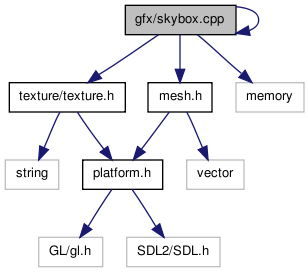 gfx/skybox.cpp
texture/texture.h
mesh.h
memory
string
platform.h
vector
GL/gl.h
SDL2/SDL.h